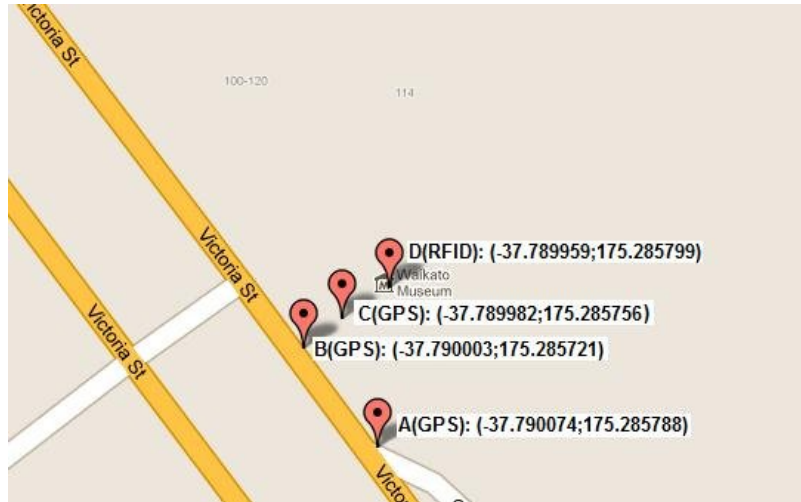 Victoria St
100-120
114
Victoria St
D(RFID): (-37.789959;175.285799)
Waikato
Museum
C(GPS): (-37.789982;175.285756)
Victoria St
B(GPS): (-37.790003;175.285721)
A(GPS): (-37.790074;175.285788)